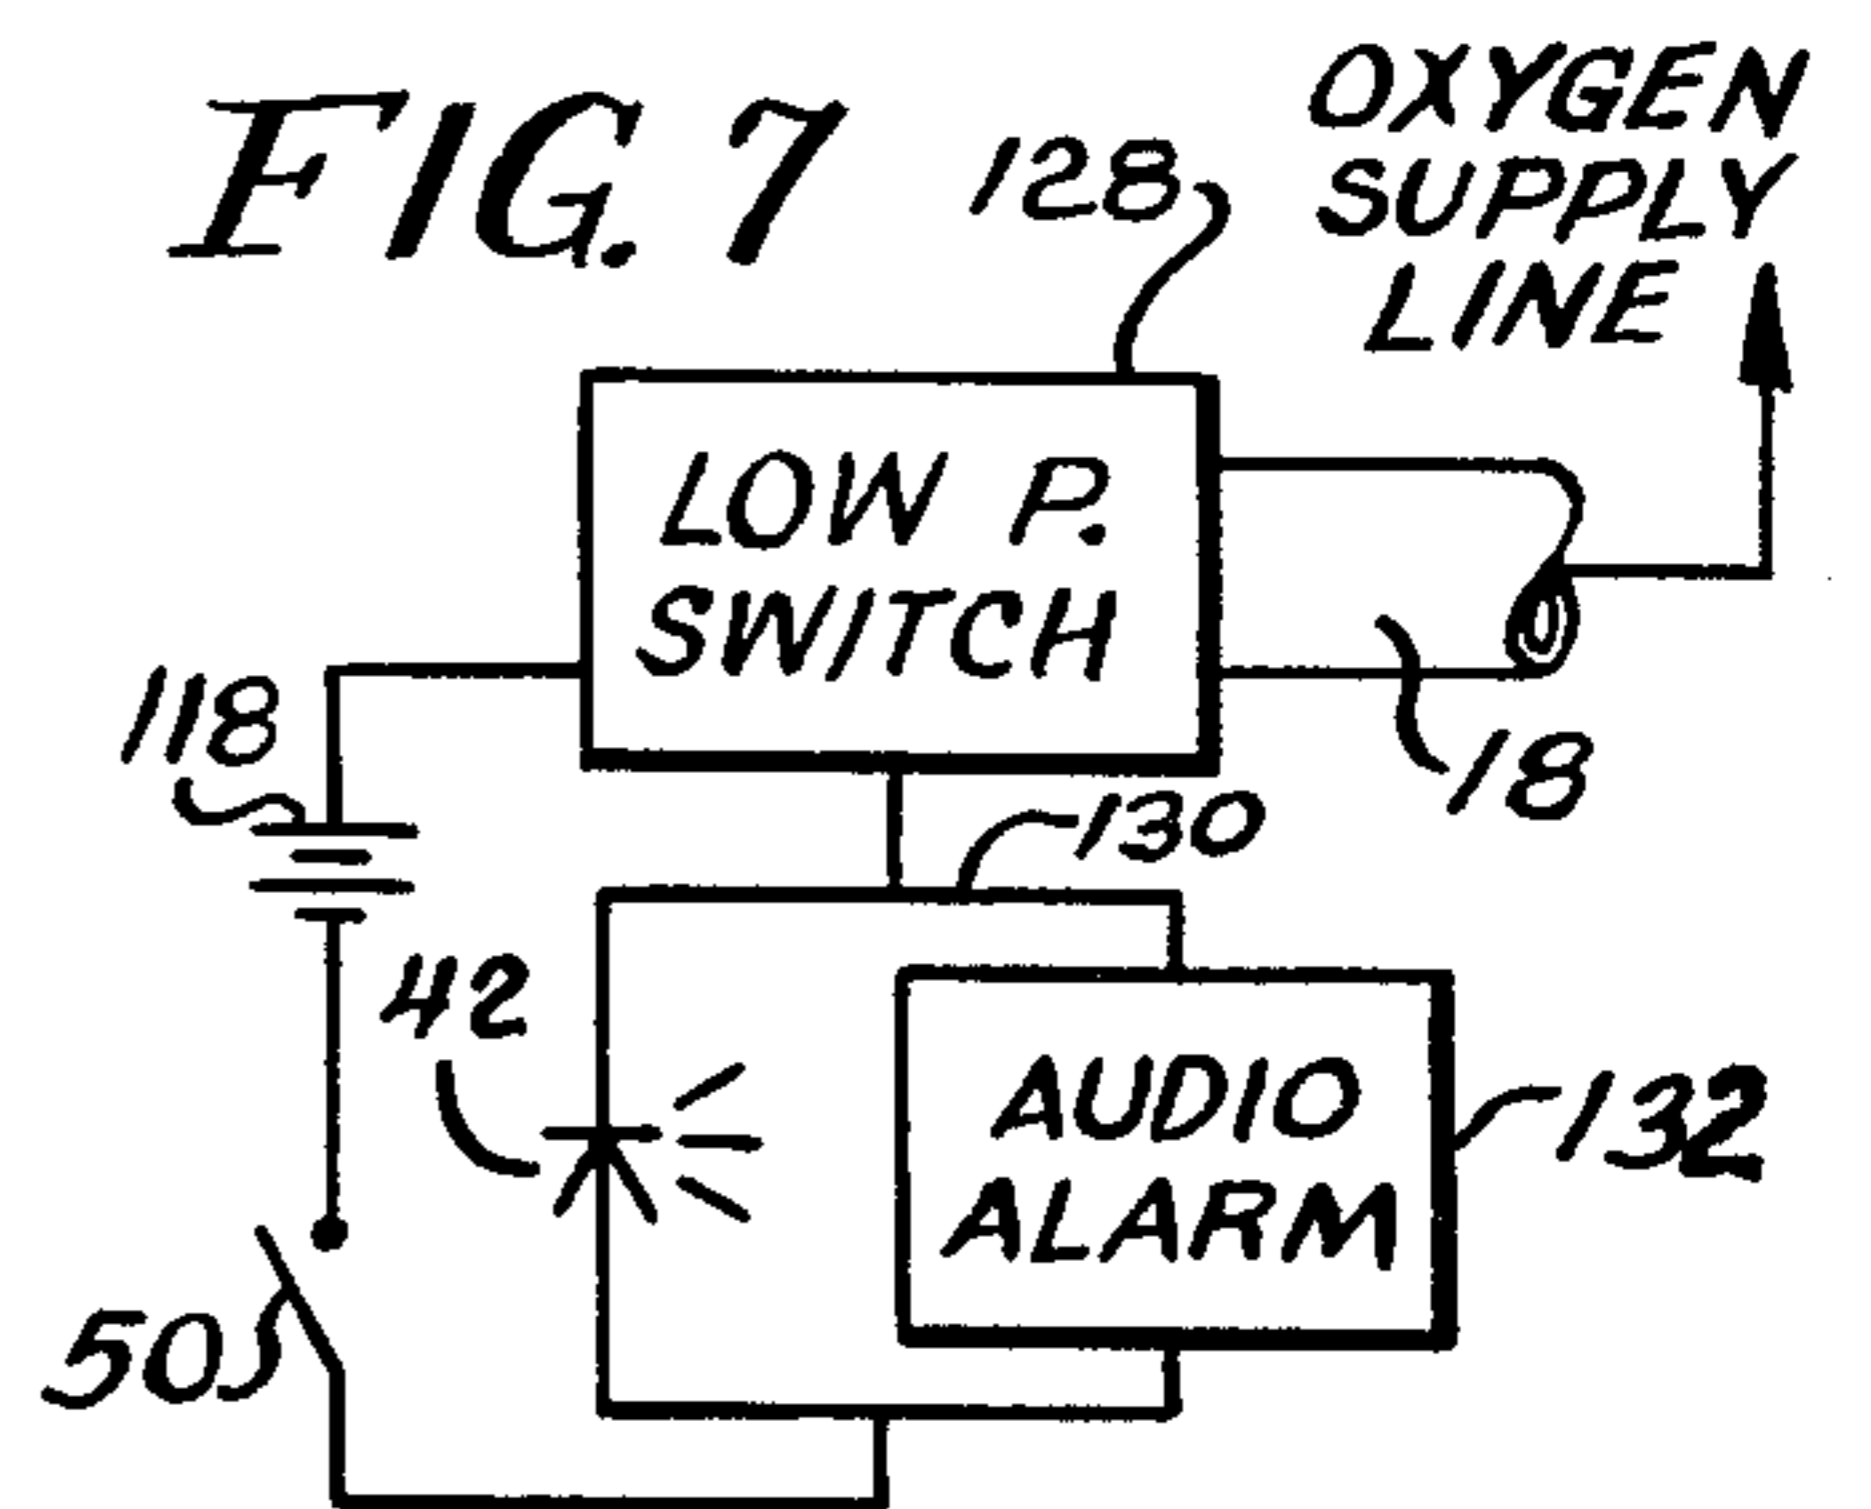 FIG. 7
128
OXYGEN
SUPPLY
LINE
LOW P.
SWITCH
118
18
130
42
AUDIO
ALARM
132
50